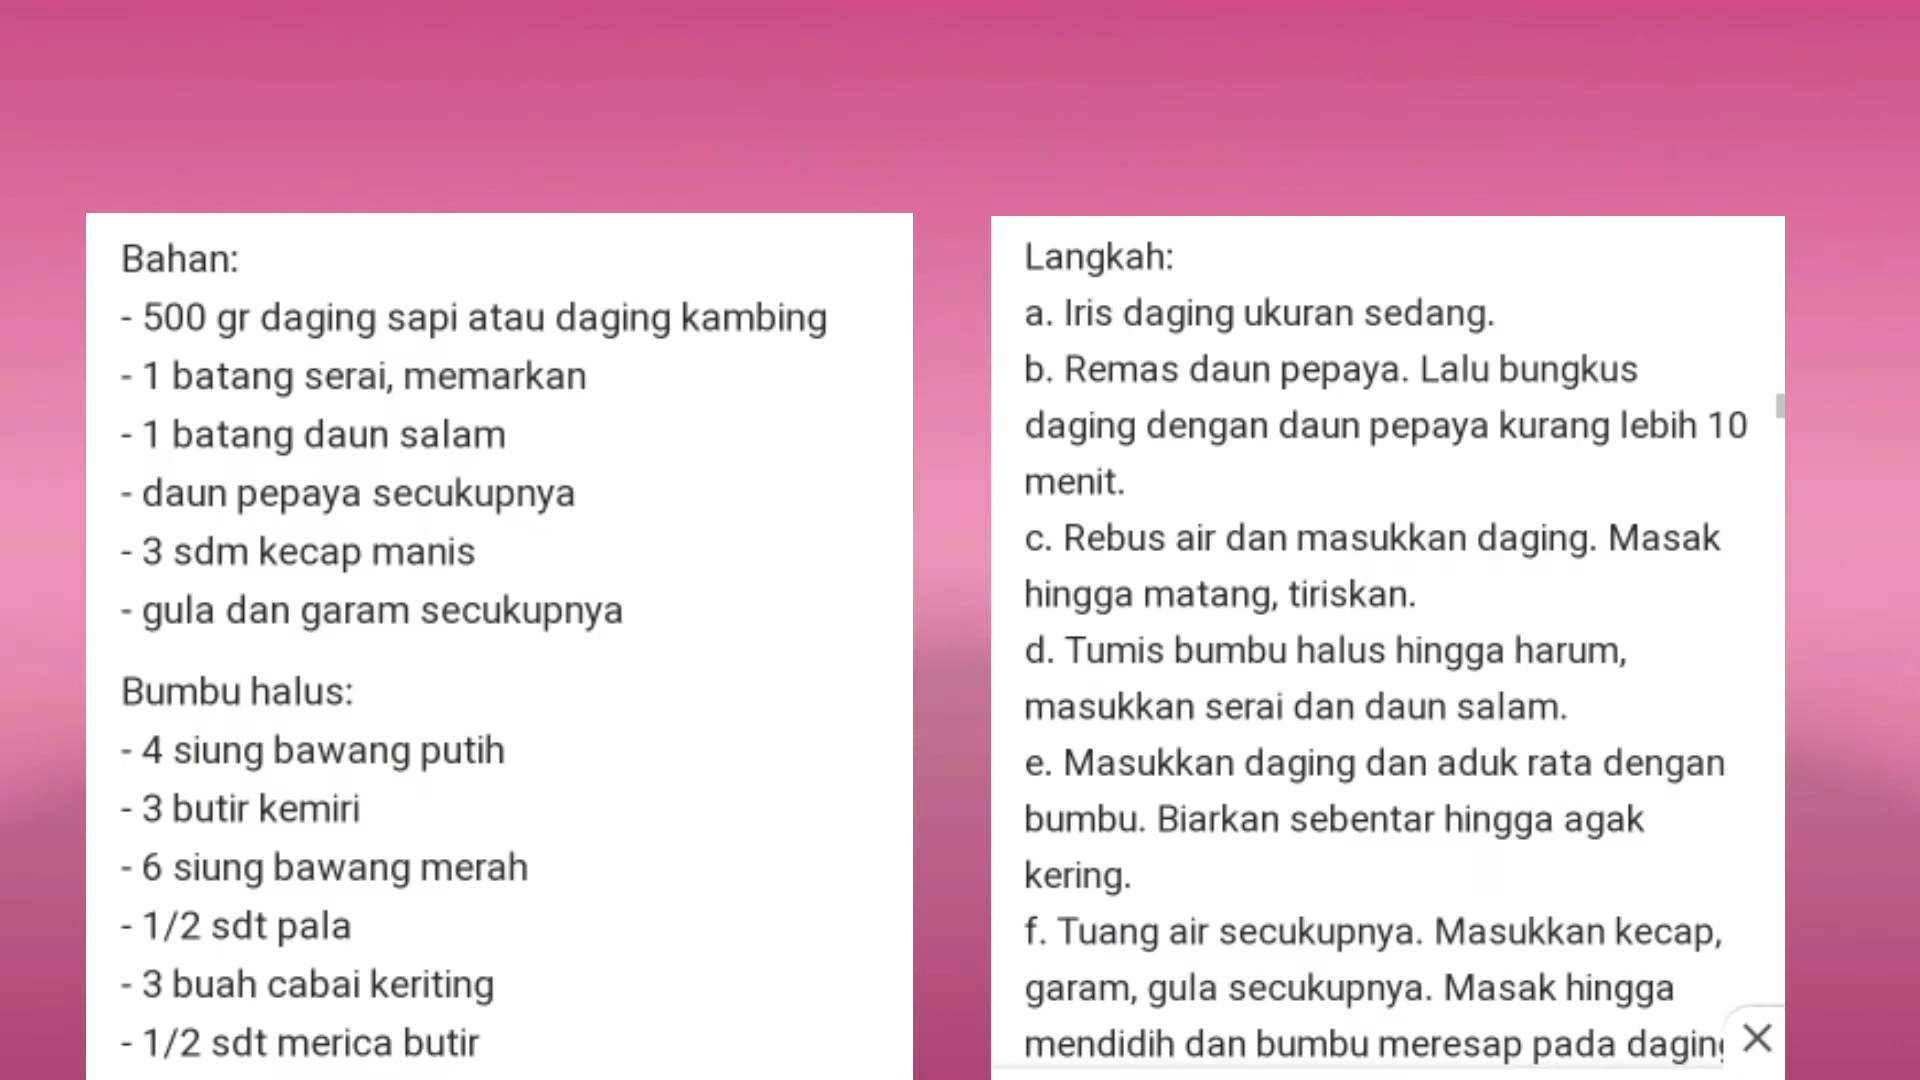 Bahan:
- 500 gr daging sapi atau daging kambing
- 1 batang serai, memarkan
- 1 batang daun salam
- daun pepaya secukupnya
- 3 sdm kecap manis
- gula dan garam secukupnya
Bumbu halus:
- 4 siung bawang putih
- 3 butir kemiri
- 6 siung bawang merah
- 1/2 sdt pala
- 3 buah cabai keriting
- 1/2 sdt merica butir
Langkah:
a. Iris daging ukuran sedang.
b. Remas daun pepaya. Lalu bungkus
daging dengan daun pepaya kurang lebih 10
menit.
c. Rebus air dan masukkan daging. Masak
hingga matang, tiriskan.
d. Tumis bumbu halus hingga harum,
masukkan serai dan daun salam.
e. Masukkan daging dan aduk rata dengan
bumbu. Biarkan sebentar hingga agak
kering.
f. Tuang air secukupnya. Masukkan kecap,
garam, gula secukupnya. Masak hingga
mendidih dan bumbu meresap pada daging